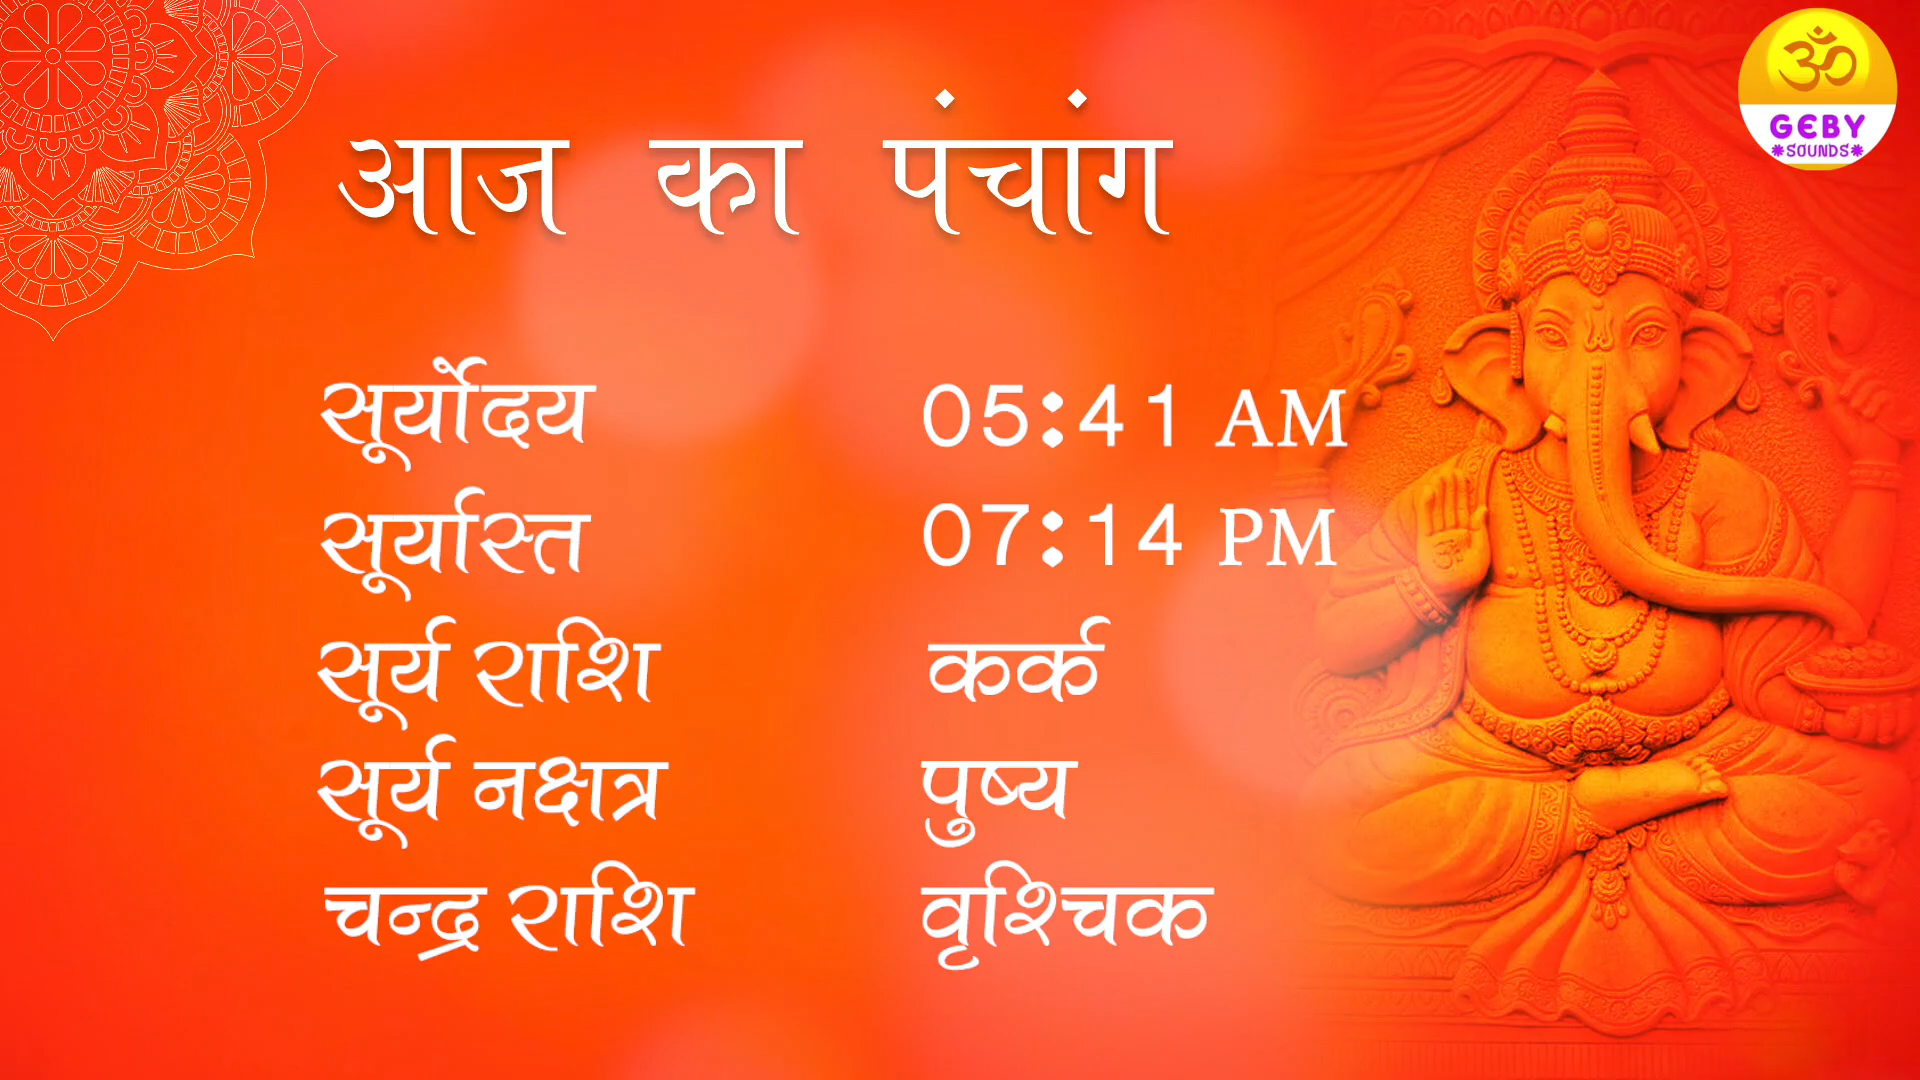 ॐ
GEBY
SOUNDS
आज का पंचांग
सूर्योदय 05:41 AM
सूर्यास्त 07:14 PM
सूर्य राशि कर्क
सूर्य नक्षत्र पुष्य
चन्द्र राशि वृश्चिक